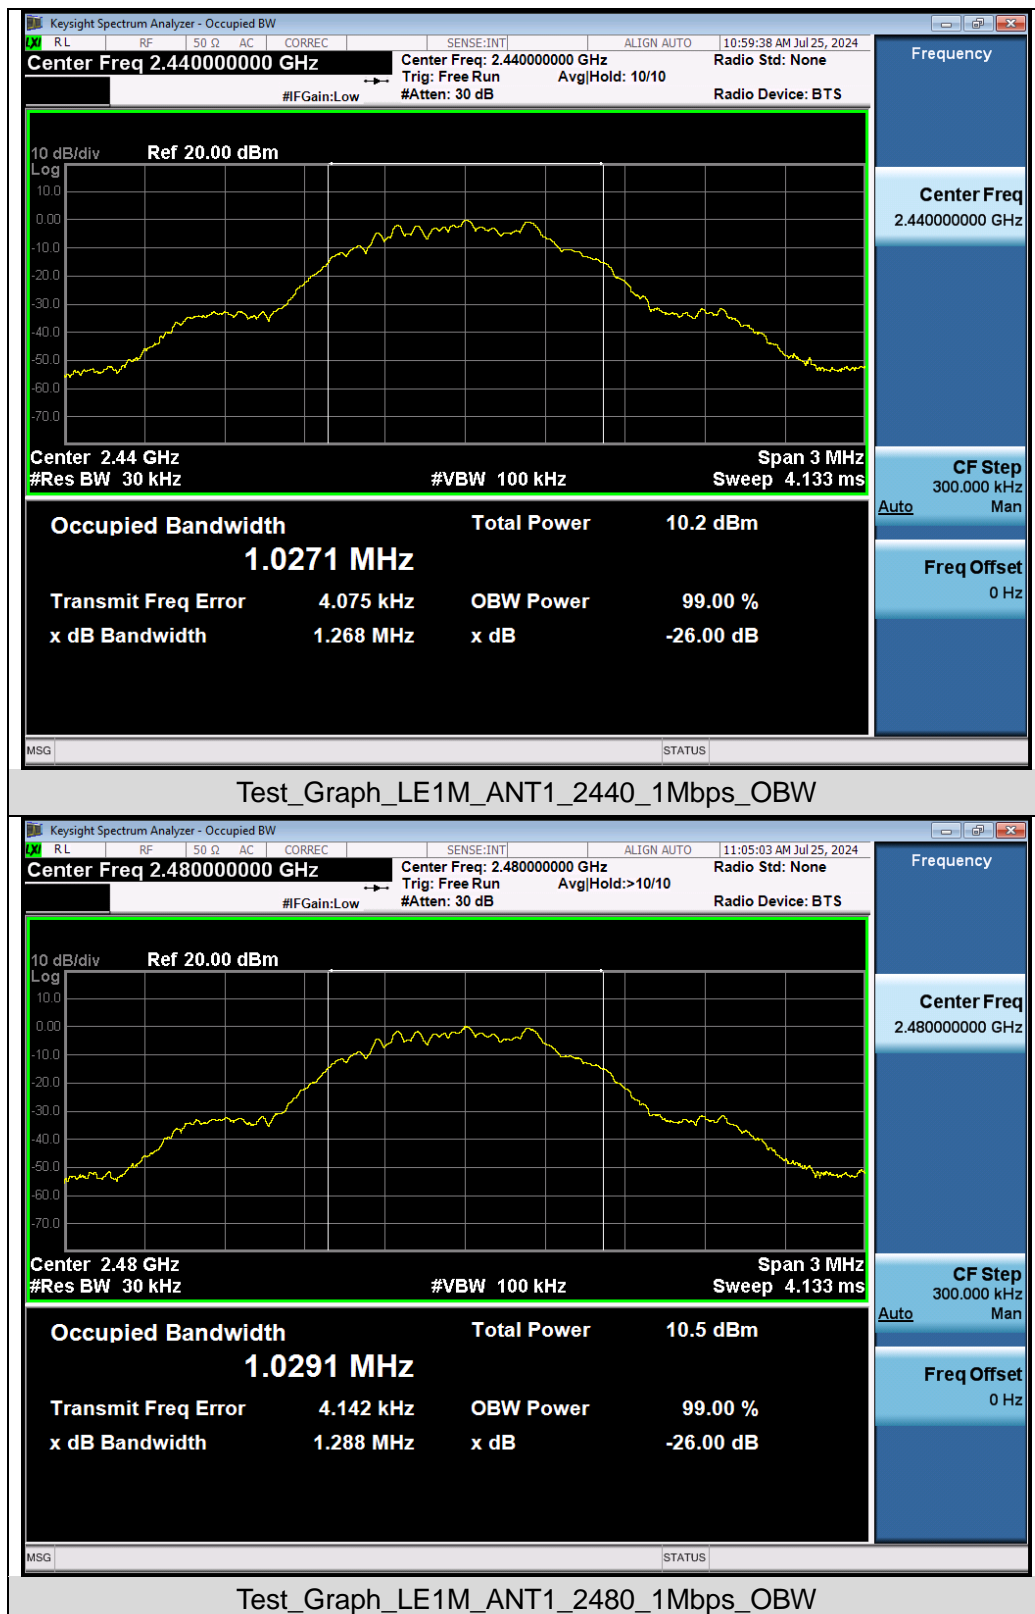 Keysight Spectrum Analyzer - Occupied BW
LXI RL RF 50 Ω AC CORREC SENSE:INT ALIGN AUTO 10:59:38 AM Jul 25, 2024
Center Freq 2.440000000 GHz
Center Freq: 2.440000000 GHz
Radio Std: None
Trig: Free Run Avg|Hold: 10/10
#IFGain:Low
#Atten: 30 dB
Radio Device: BTS
Frequency
10 dB/div Ref 20.00 dBm
Log
10.0
0.00
-10.0
-20.0
-30.0
-40.0
-50.0
-60.0
-70.0
Center Freq
2.440000000 GHz
Center 2.44 GHz Span 3 MHz
#Res BW 30 kHz #VBW 100 kHz Sweep 4.133 ms
CF Step
300.000 kHz
Auto Man
Freq Offset
0 Hz
Occupied Bandwidth Total Power 10.2 dBm
1.0271 MHz
Transmit Freq Error 4.075 kHz OBW Power 99.00 %
x dB Bandwidth 1.268 MHz x dB -26.00 dB
MSG STATUS
Test_Graph_LE1M_ANT1_2440_1Mbps_OBW
Keysight Spectrum Analyzer - Occupied BW
LXI RL RF 50 Ω AC CORREC SENSE:INT ALIGN AUTO 11:05:03 AM Jul 25, 2024
Center Freq 2.480000000 GHz
Center Freq: 2.480000000 GHz
Radio Std: None
Trig: Free Run Avg|Hold:>10/10
#IFGain:Low
#Atten: 30 dB
Radio Device: BTS
Frequency
10 dB/div Ref 20.00 dBm
Log
10.0
0.00
-10.0
-20.0
-30.0
-40.0
-50.0
-60.0
-70.0
Center Freq
2.480000000 GHz
Center 2.48 GHz Span 3 MHz
#Res BW 30 kHz #VBW 100 kHz Sweep 4.133 ms
CF Step
300.000 kHz
Auto Man
Freq Offset
0 Hz
Occupied Bandwidth Total Power 10.5 dBm
1.0291 MHz
Transmit Freq Error 4.142 kHz OBW Power 99.00 %
x dB Bandwidth 1.288 MHz x dB -26.00 dB
MSG STATUS
Test_Graph_LE1M_ANT1_2480_1Mbps_OBW